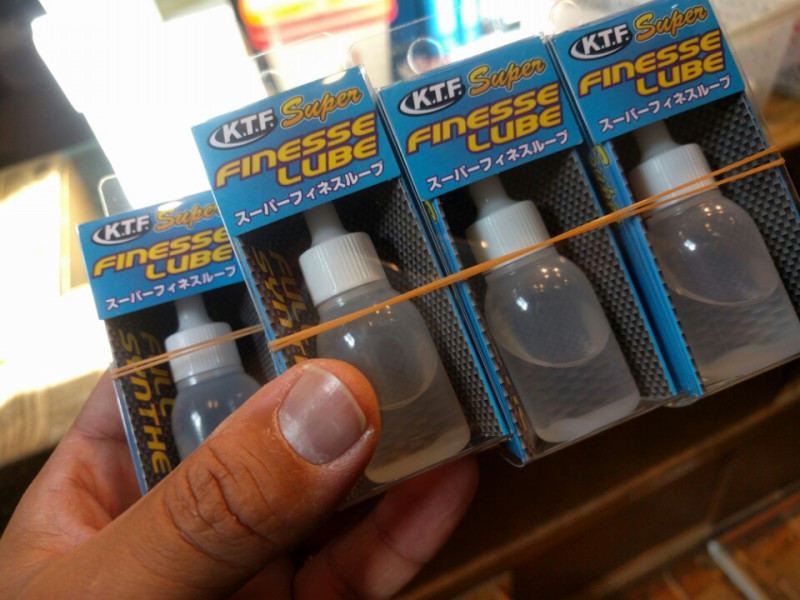 K.T.F. Super
FINESSE
LUBE
スーパーフィネスルーブ
FULL
SYNTHE
K.T.F. Super
FINESSE
LUBE
スーパーフィネスルーブ
FUL
SYN
K.T.F. Super
FINESSE
LUBE
スーパーフィネスルーブ
K.T.F. Super
FINESSE
LUBE
スーパーフィネスルーブ